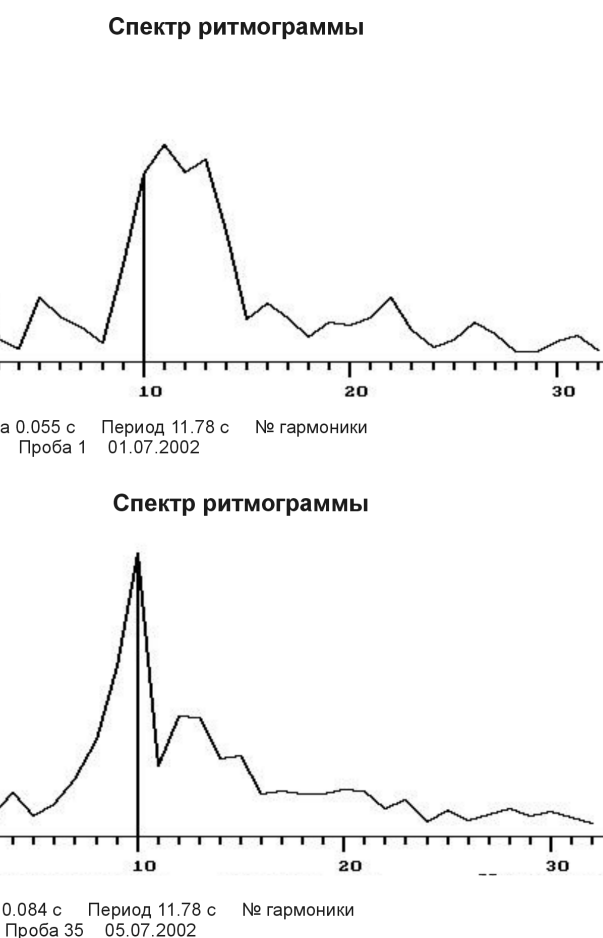 Спектр ритмограммы
10 20 30
а 0.055 с Период 11.78 с № гармоники
Проба 1 01.07.2002
Спектр ритмограммы
10 20 30
0.084 с Период 11.78 с № гармоники
Проба 35 05.07.2002